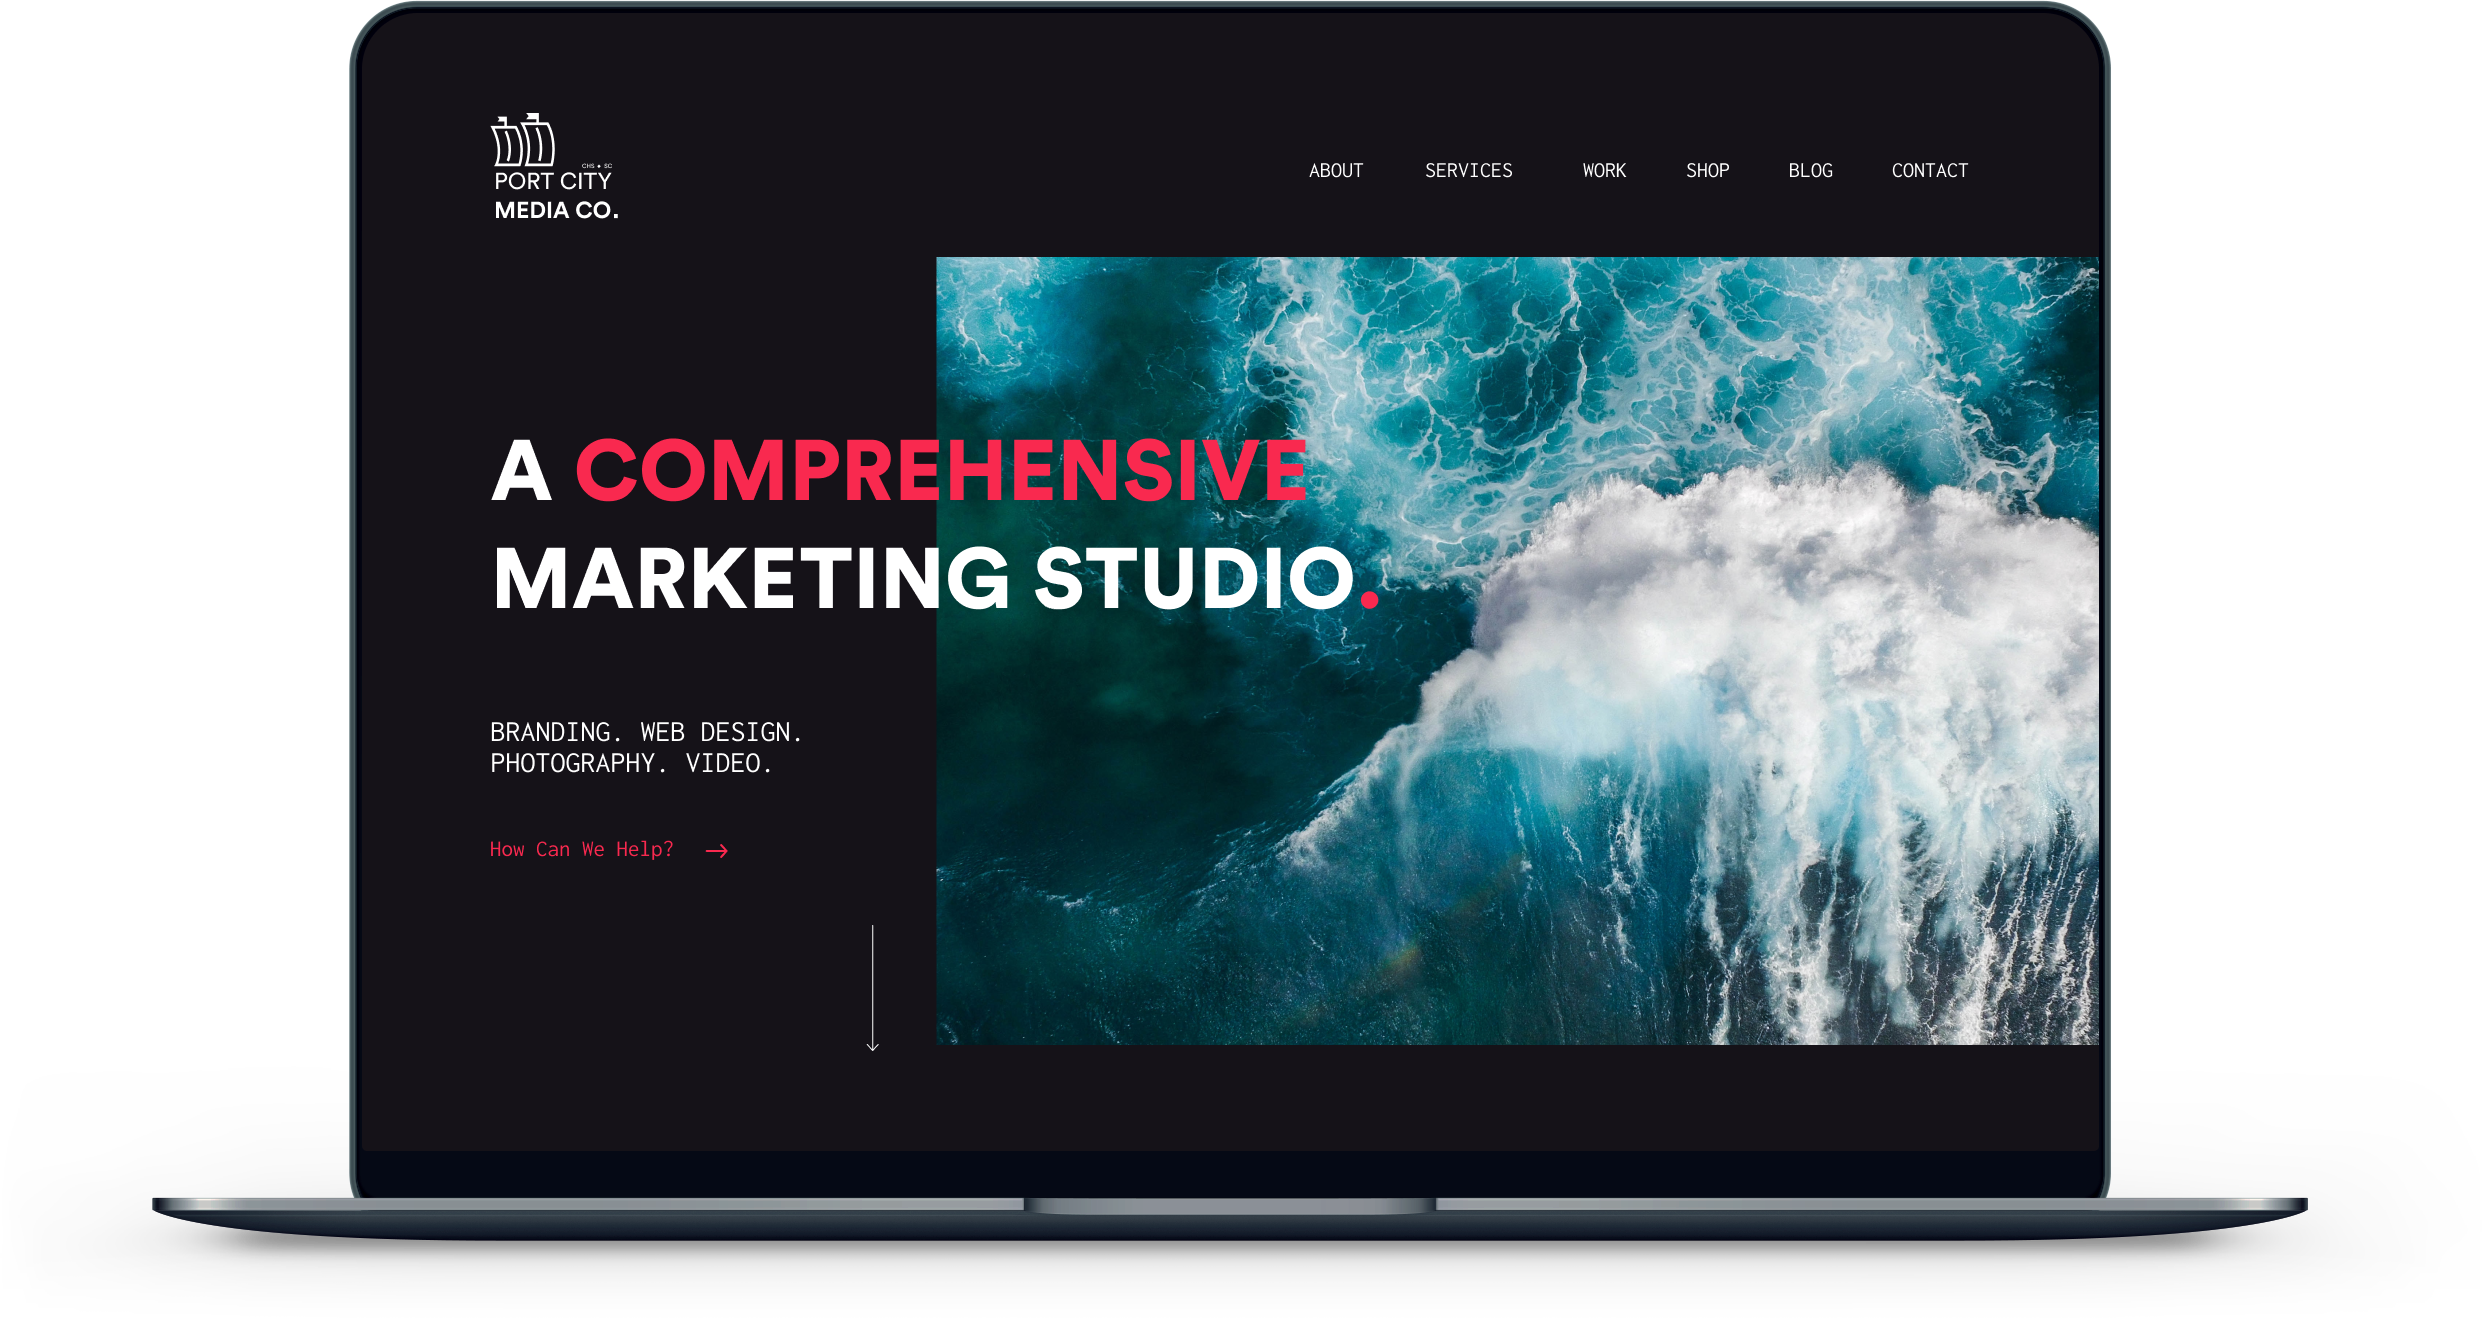 CHS • SC
PORT CITY
MEDIA CO.
ABOUT SERVICES WORK SHOP BLOG CONTACT
A COMPREHENSIVE
MARKETING STUDIO.
BRANDING. WEB DESIGN.
PHOTOGRAPHY. VIDEO.
How Can We Help? →